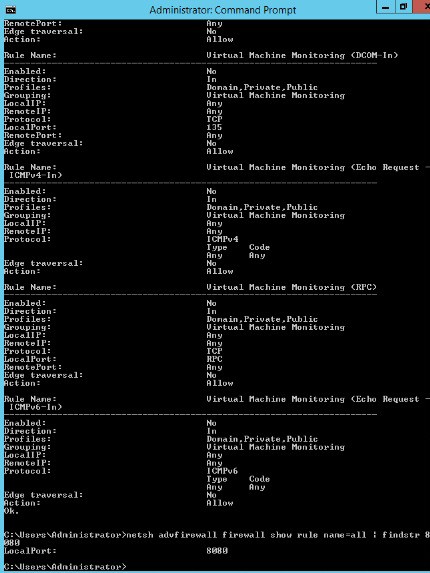 Administrator: Command Prompt
RemotePort: Any
Edge traversal: No
Action: Allow
Rule Name: Virtual Machine Monitoring (DCOM-In)
----------------------------------------------------------------------
Enabled: No
Direction: In
Profiles: Domain,Private,Public
Grouping: Virtual Machine Monitoring
LocalIP: Any
RemoteIP: Any
Protocol: TCP
LocalPort: 135
RemotePort: Any
Edge traversal: No
Action: Allow
Rule Name: Virtual Machine Monitoring (Echo Request -
ICMPv4-In)
----------------------------------------------------------------------
Enabled: No
Direction: In
Profiles: Domain,Private,Public
Grouping: Virtual Machine Monitoring
LocalIP: Any
RemoteIP: Any
Protocol: ICMPv4
Type Code
Any Any
Edge traversal: No
Action: Allow
Rule Name: Virtual Machine Monitoring (RPC)
----------------------------------------------------------------------
Enabled: No
Direction: In
Profiles: Domain,Private,Public
Grouping: Virtual Machine Monitoring
LocalIP: Any
RemoteIP: Any
Protocol: TCP
LocalPort: RPC
RemotePort: Any
Edge traversal: No
Action: Allow
Rule Name: Virtual Machine Monitoring (Echo Request -
ICMPv6-In)
----------------------------------------------------------------------
Enabled: No
Direction: In
Profiles: Domain,Private,Public
Grouping: Virtual Machine Monitoring
LocalIP: Any
RemoteIP: Any
Protocol: ICMPv6
Type Code
Any Any
Edge traversal: No
Action: Allow
Ok.
C:\Users\Administrator>netsh advfirewall firewall show rule name=all | findstr 8
080
LocalPort: 8080
C:\Users\Administrator>